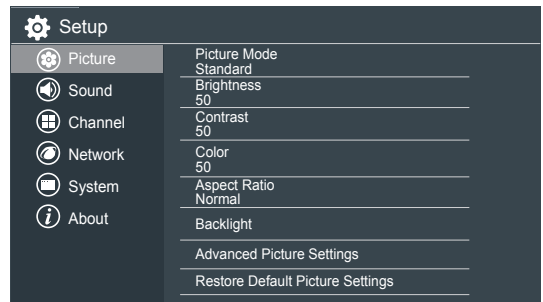 Setup
Picture
Sound
Channel
Network
System
About
Picture Mode
Standard
Brightness
50
Contrast
50
Color
50
Aspect Ratio
Normal
Backlight
Advanced Picture Settings
Restore Default Picture Settings